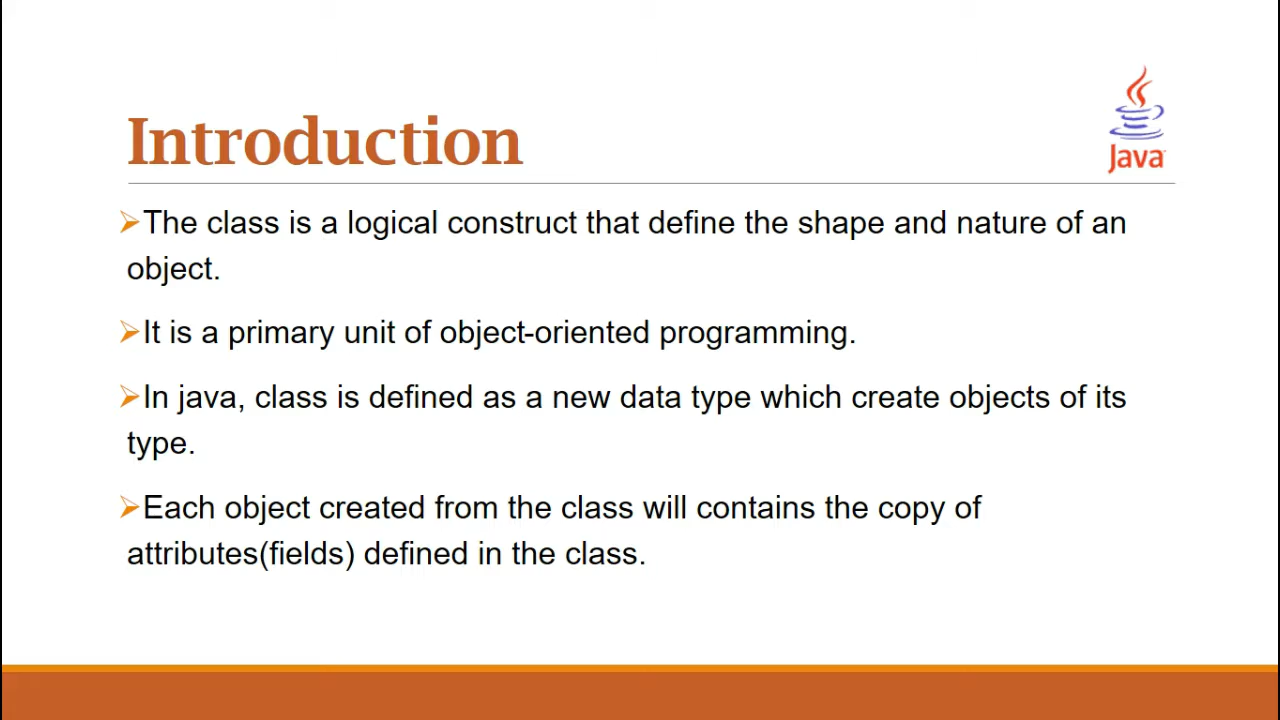 Introduction
Java
➢The class is a logical construct that define the shape and nature of an
object.
➢It is a primary unit of object-oriented programming.
➢In java, class is defined as a new data type which create objects of its
type.
➢Each object created from the class will contains the copy of
attributes(fields) defined in the class.